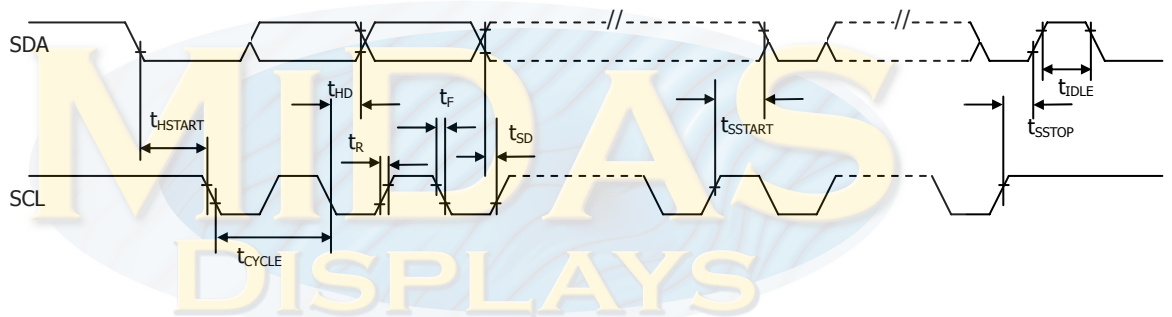 SDA
//
//
tHD
tF
tIDLE
tHSTART
tR
tSD
tSSTART
tSSTOP
SCL
tCYCLE
MIDAS
DISPLAYS